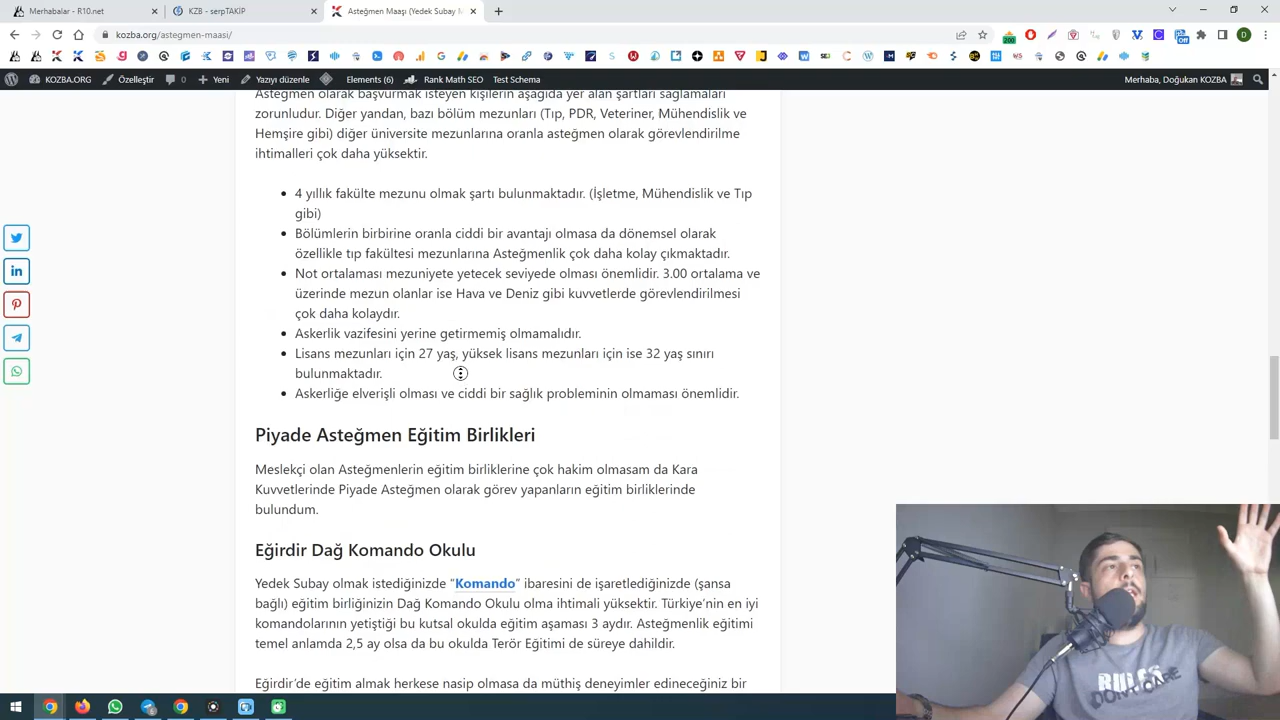 Merhabalar - R10.net
KZB - serpTAKIP
Asteğmen Maaşı (Yedek Subay M
kozba.org/astegmen-maasi/
KOZBA.ORG
Özelleştir
0
Yeni
Yazıyı düzenle
Elements (6)
Rank Math SEO
Test Schema
Merhaba, Doğukan KOZBA
Asteğmen olarak başvurmak isteyen kişilerin aşağıda yer alan şartları sağlamaları
zorunludur. Diğer yandan, bazı bölüm mezunları (Tıp, PDR, Veteriner, Mühendislik ve
Hemşire gibi) diğer üniversite mezunlarına oranla asteğmen olarak görevlendirilme
ihtimalleri çok daha yüksektir.
4 yıllık fakülte mezunu olmak şartı bulunmaktadır. (İşletme, Mühendislik ve Tıp
gibi)
Bölümlerin birbirine oranla ciddi bir avantajı olmasa da dönemsel olarak
özellikle tıp fakültesi mezunlarına Asteğmenlik çok daha kolay çıkmaktadır.
Not ortalaması mezuniyete yetecek seviyede olması önemlidir. 3.00 ortalama ve
üzerinde mezun olanlar ise Hava ve Deniz gibi kuvvetlerde görevlendirilmesi
çok daha kolaydır.
Askerlik vazifesini yerine getirmemiş olmamalıdır.
Lisans mezunları için 27 yaş, yüksek lisans mezunları için ise 32 yaş sınırı
bulunmaktadır.
Askerliğe elverişli olması ve ciddi bir sağlık probleminin olmaması önemlidir.
Piyade Asteğmen Eğitim Birlikleri
Meslekçi olan Asteğmenlerin eğitim birliklerine çok hakim olmasam da Kara
Kuvvetlerinde Piyade Asteğmen olarak görev yapanların eğitim birliklerinde
bulundum.
Eğirdir Dağ Komando Okulu
Yedek Subay olmak istediğinizde “Komando” ibaresini de işaretlediğinizde (şansa
bağlı) eğitim birliğinizin Dağ Komando Okulu olma ihtimali yüksektir. Türkiye’nin en iyi
komandolarının yetiştiği bu kutsal okulda eğitim aşaması 3 aydır. Asteğmenlik eğitimi
temel anlamda 2,5 ay olsa da bu okulda Terör Eğitimi de süreye dahildir.
Eğirdir’de eğitim almak herkese nasip olmasa da müthiş deneyimler edineceğiniz bir
RULES